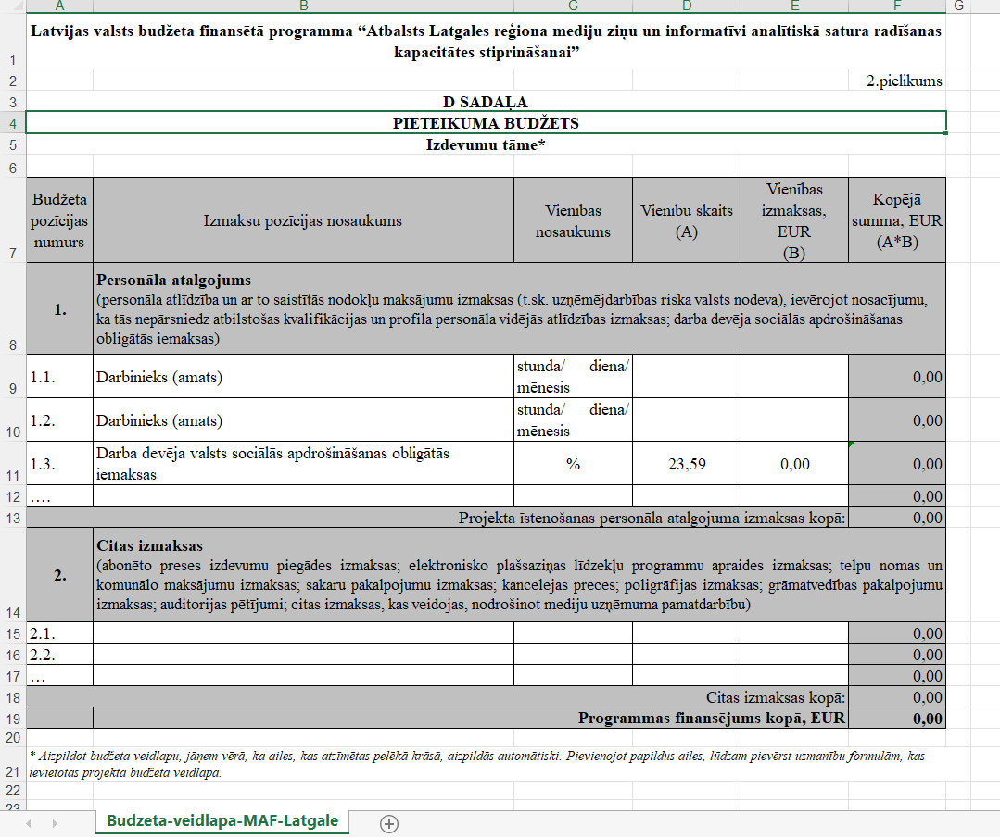 A B C D E F G
1 Latvijas valsts budžeta finansētā programma “Atbalsts Latgales reģiona mediju ziņu un informatīvi analītiskā satura radīšanas
kapacitātes stiprināšanai”
2 2.pielikums
3 D SADAĻA
4 PIETEIKUMA BUDŽETS
5 Izdevumu tāme*
6
7 Budžeta pozīcijas numurs Izmaksu pozīcijas nosaukums Vienības nosaukums Vienību skaits (A) Vienības izmaksas, EUR (B) Kopējā summa, EUR (A*B)
8 1. Personāla atalgojums
(personāla atlīdzība un ar to saistītās nodokļu maksājumu izmaksas (t.sk. uzņēmējdarbības riska valsts nodeva), ievērojot nosacījumu,
ka tās nepārsniedz atbilstošas kvalifikācijas un profila personāla vidējās atlīdzības izmaksas; darba devēja sociālās apdrošināšanas
obligātās iemaksas)
9 1.1. Darbinieks (amats) stunda/ diena/ mēnesis 0,00
10 1.2. Darbinieks (amats) stunda/ diena/ mēnesis 0,00
11 1.3. Darba devēja valsts sociālās apdrošināšanas obligātās iemaksas % 23,59 0,00 0,00
12 .... 0,00
13 Projekta īstenošanas personāla atalgojuma izmaksas kopā: 0,00
14 2. Citas izmaksas
(abonēto preses izdevumu piegādes izmaksas; elektronisko plašsaziņas līdzekļu programmu apraides izmaksas; telpu nomas un
komunālo maksājumu izmaksas; sakaru pakalpojumu izmaksas; kancelejas preces; poligrāfijas izmaksas; grāmatvedības pakalpojumu
izmaksas; auditorijas pētījumi; citas izmaksas, kas veidojas, nodrošinot mediju uzņēmuma pamatdarbību)
15 2.1. 0,00
16 2.2. 0,00
17 ... 0,00
18 Citas izmaksas kopā: 0,00
19 Programmas finansējums kopā, EUR 0,00
20
21 * Aizpildot budžeta veidlapu, jāņem vērā, ka ailes, kas atzīmētas pelēkā krāsā, aizpildās automātiski. Pievienojot papildus ailes, lūdzam pievērst uzmanību formulām, kas
ievietotas projekta budžeta veidlapā.
22
23
Budzeta-veidlapa-MAF-Latgale